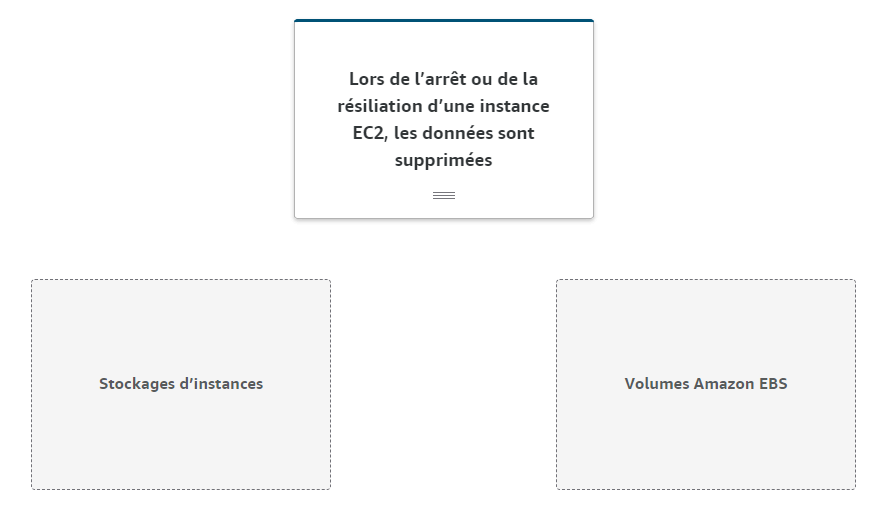 Lors de l’arrêt ou de la
résiliation d’une instance
EC2, les données sont
supprimées
Stockages d’instances
Volumes Amazon EBS